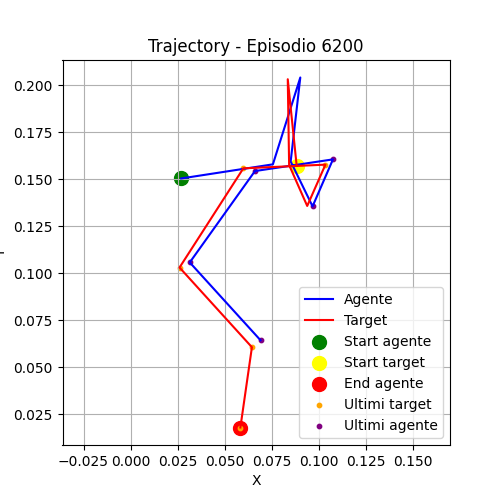 Trajectory - Episodio 6200
0.200
0.175
0.150
0.125
0.100
0.075
0.050
0.025
−0.025
0.000
0.025
0.050
0.075
0.100
0.125
0.150
X
Agente
Target
Start agente
Start target
End agente
Ultimi target
Ultimi agente